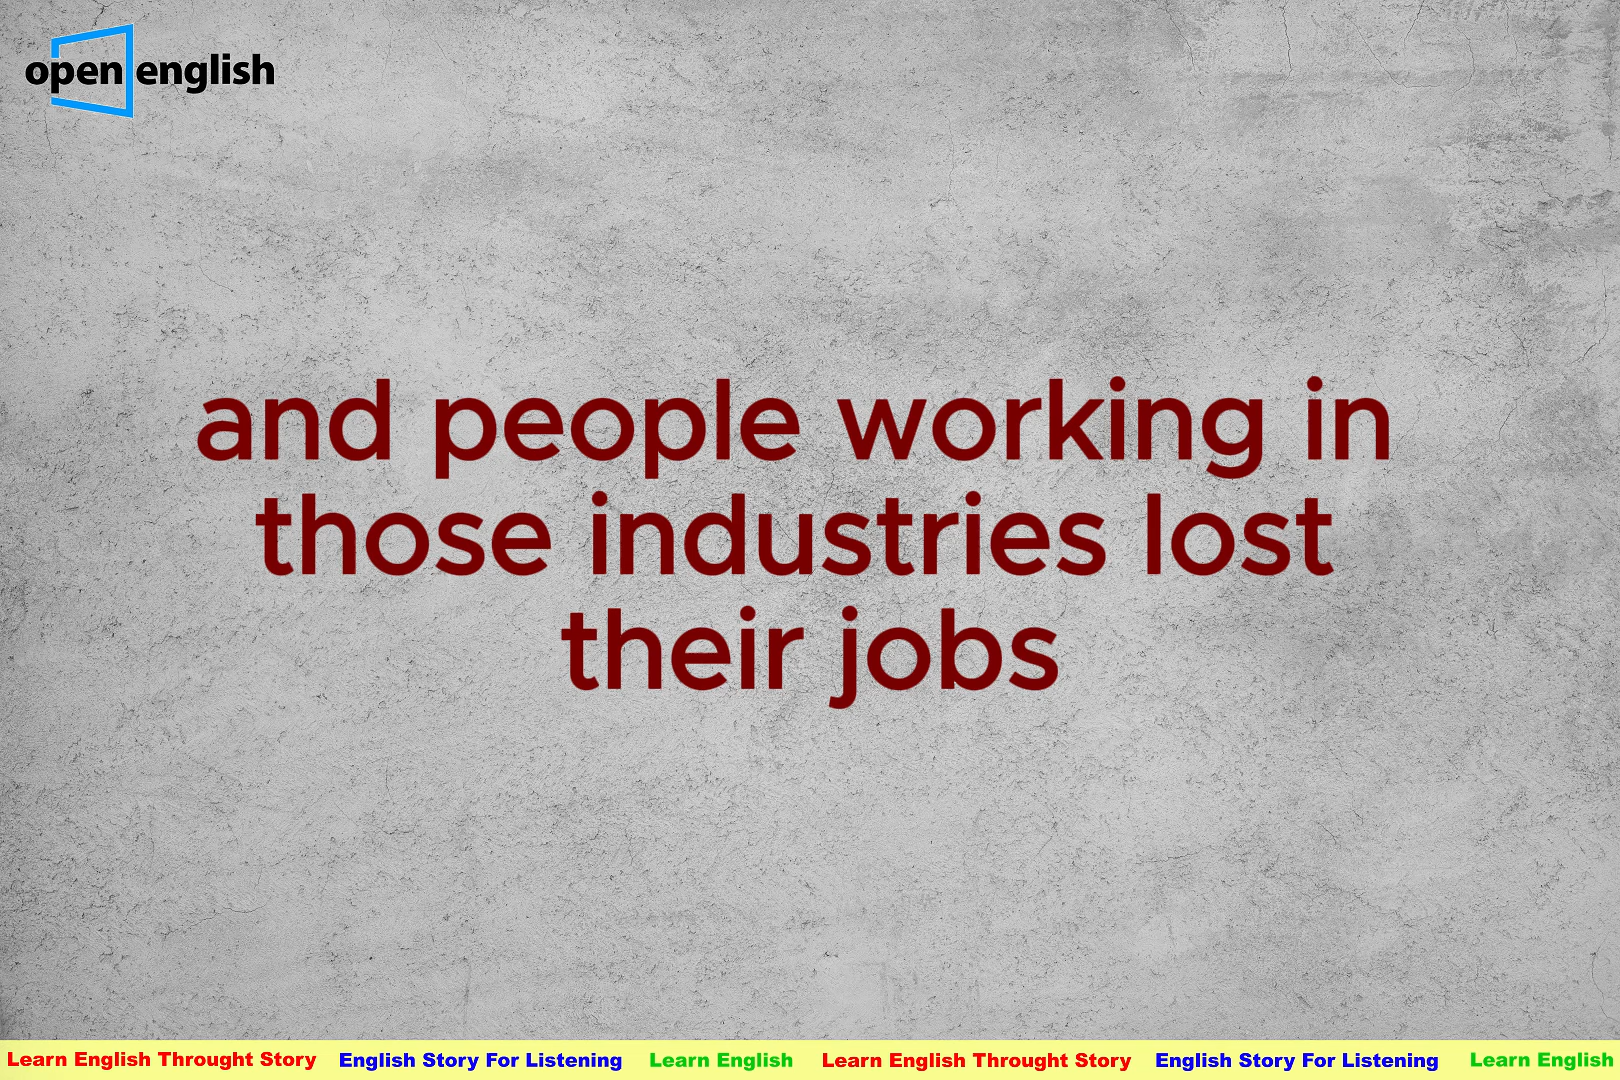 open english
and people working in
those industries lost
their jobs
Learn English Throught Story English Story For Listening Learn English Learn English Throught Story English Story For Listening Learn English